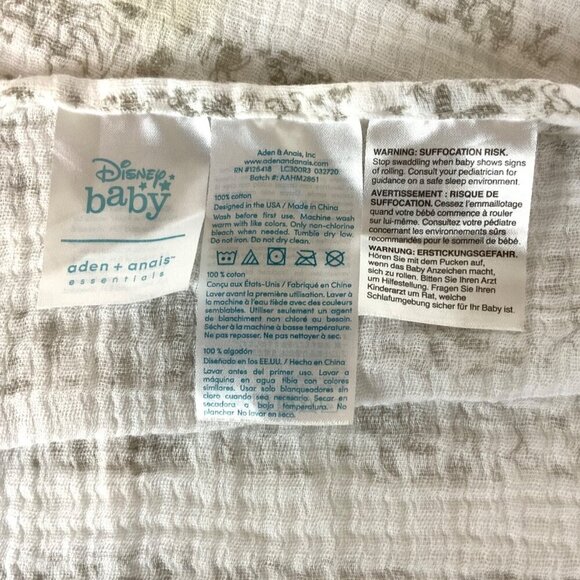 Disney
baby
aden + anais™
essentials
Aden & Anais, Inc
www.adenandanais.com
RN #126418 LC300R3 032720
Batch #: AAHM2861
100% cotton
Designed in the USA / Made in China
Wash before first use. Machine wash
warm with like colors. Only non-chlorine
bleach when needed. Tumble dry low.
Do not iron. Do not dry clean.
100 % coton
Conçu aux États-Unis / Fabriqué en Chine
Laver avant la première utilisation. Laver à
la machine à l'eau tiède avec des couleurs
semblables. Utiliser seulement un agent
de blanchiment non chloré au besoin.
Sécher à la machine à basse température.
Ne pas repasser. Ne pas nettoyer à sec.
100 % algodón
Diseñado en los EE.UU. / Hecho en China
Lavar antes del primer uso. Lavar a
máquina en agua tibia con colores
similares. Usar solo blanqueadores sin
cloro cuando sea necesario. Secar en
secadora a baja temperatura. No
planchar No lavar en seco.
WARNING: SUFFOCATION RISK.
Stop swaddling when baby shows signs
of rolling. Consult your pediatrician for
guidance on a safe sleep environment.
AVERTISSEMENT : RISQUE DE
SUFFOCATION. Cessez l'emmaillotage
quand votre bébé commence à rouler
sur lui-même. Consultez votre pédiatre
concernant les environnements sûrs
recommandés pour le sommeil de bébé.
WARNUNG: ERSTICKUNGSGEFAHR.
Hören Sie mit dem Pucken auf,
wenn das Baby Anzeichen macht,
sich zu rollen. Bitten Sie Ihren Arzt
um Hilfestellung. Fragen Sie Ihren
Kinderarzt um Rat, welche
Schlafumgebung sicher für Ihr Baby ist.